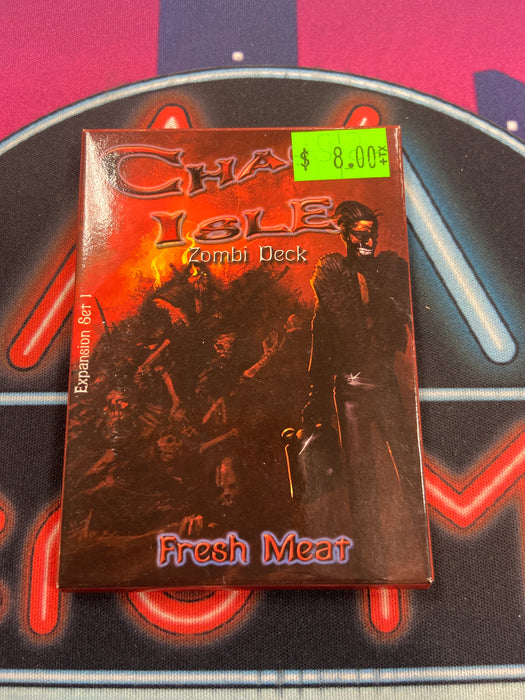 CHA
$ 8.00 +TX
ISLE
Zombi Deck
Expansion Set 1
Fresh Meat